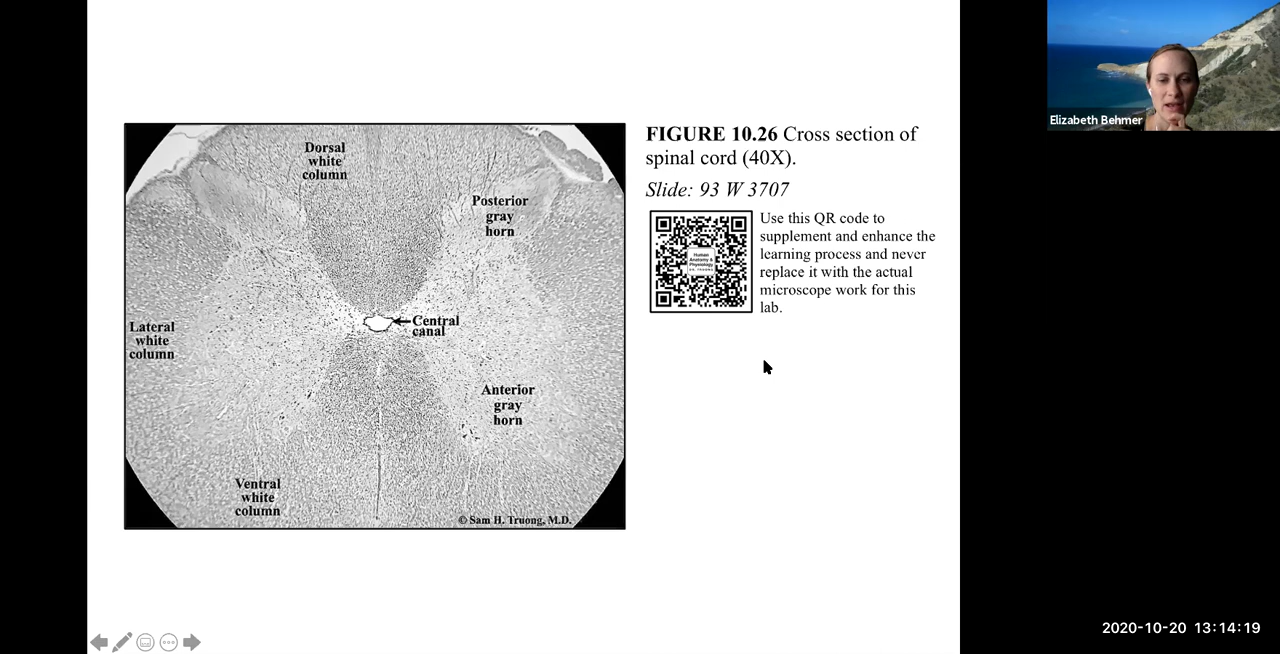 Dorsal
white
column
Posterior
gray
horn
Central
canal
Lateral
white
column
Anterior
gray
horn
Ventral
white
column
© Sam H. Truong, M.D.
FIGURE 10.26 Cross section of
spinal cord (40X).
Slide: 93 W 3707
Human
Anatomy &
Physiology
Use this QR code to
supplement and enhance the
learning process and never
replace it with the actual
microscope work for this
lab.
Elizabeth Behmer
2020-10-20 13:14:19